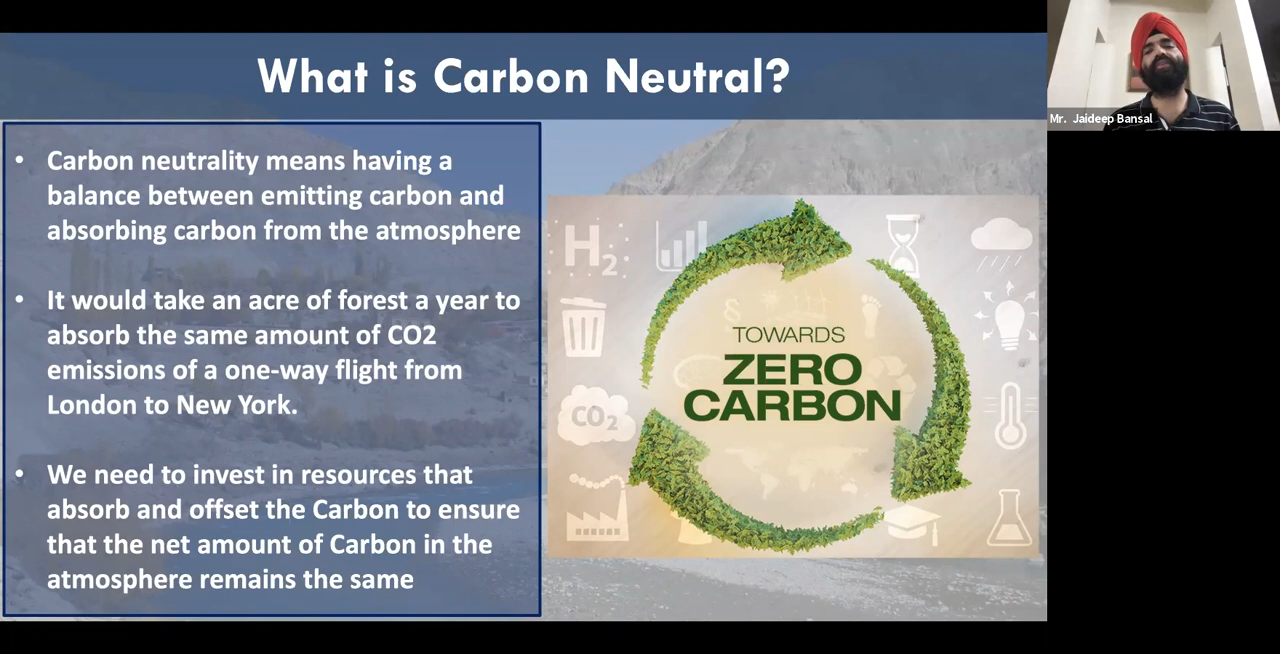 What is Carbon Neutral?
• Carbon neutrality means having a
balance between emitting carbon and
absorbing carbon from the atmosphere
• It would take an acre of forest a year to
absorb the same amount of CO2
emissions of a one-way flight from
London to New York.
• We need to invest in resources that
absorb and offset the Carbon to ensure
that the net amount of Carbon in the
atmosphere remains the same
H2
§
TOWARDS
ZERO
CARBON
CO2
Mr. Jaideep Bansal